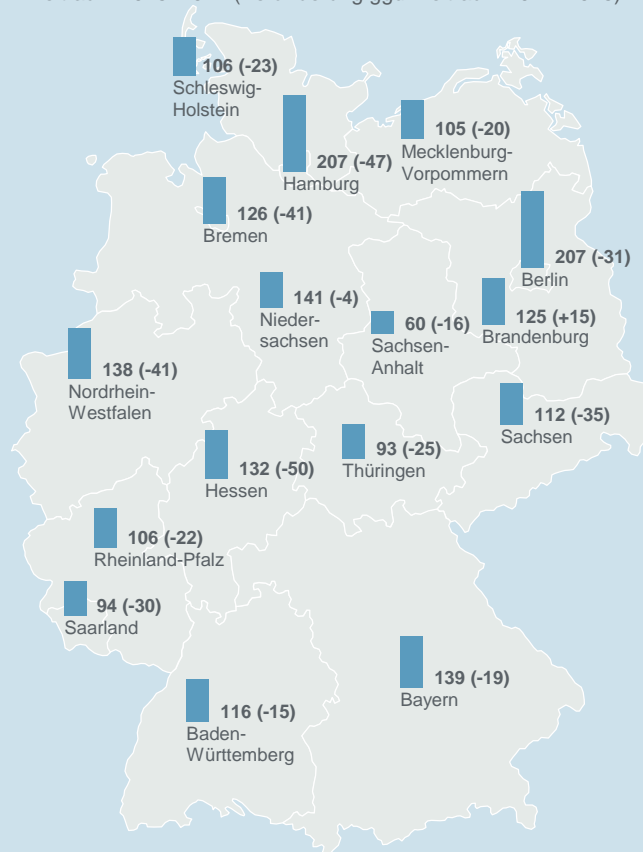 106 (-23)
Schleswig-
Holstein
207 (-47)
Hamburg
105 (-20)
Mecklenburg-
Vorpommern
126 (-41)
Bremen
207 (-31)
Berlin
141 (-4)
Nieder-
sachsen
60 (-16)
Sachsen-
Anhalt
125 (+15)
Brandenburg
138 (-41)
Nordrhein-
Westfalen
112 (-35)
Sachsen
132 (-50)
Hessen
93 (-25)
Thüringen
106 (-22)
Rheinland-Pfalz
94 (-30)
Saarland
139 (-19)
Bayern
116 (-15)
Baden-
Württemberg